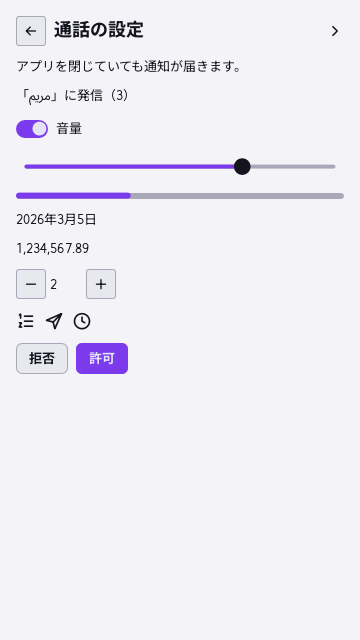 通話の設定
アプリを閉じていても通知が届きます。
「مريم」に発信（3）
音量
2026年3月5日
1,234,567.89
2
拒否
許可